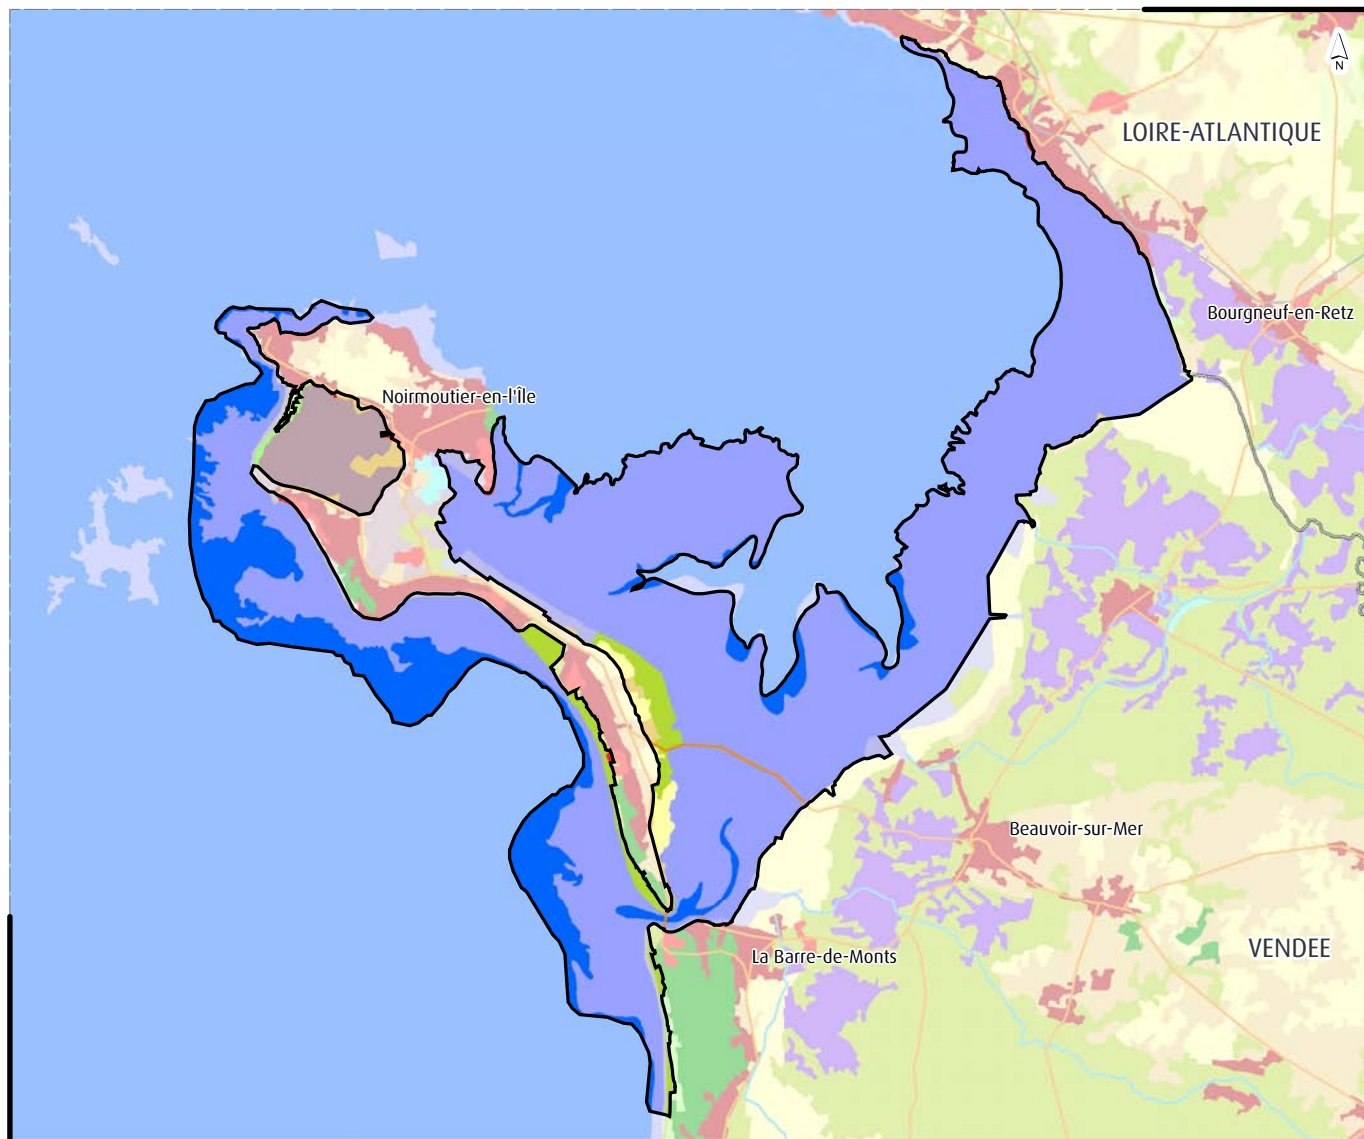 N
LOIRE-ATLANTIQUE
Bourgneuf-en-Retz
Noirmoutier-en-l'Île
Beauvoir-sur-Mer
VENDEE
La Barre-de-Monts